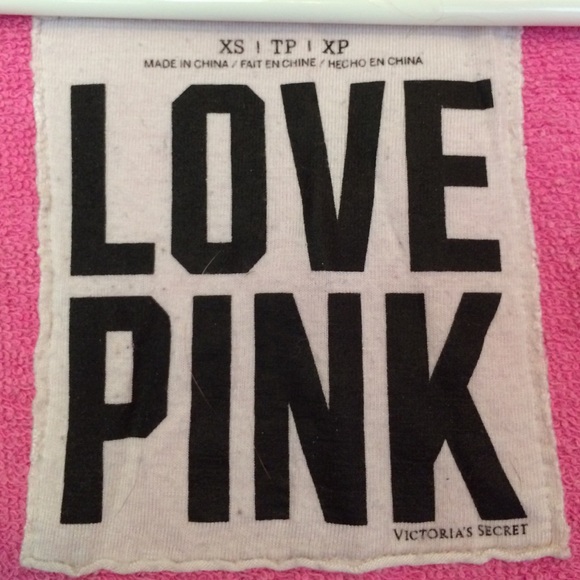 XS | TP | XP
MADE IN CHINA / FAIT EN CHINE / HECHO EN CHINA
LOVE
PINK
VICTORIA'S SECRET